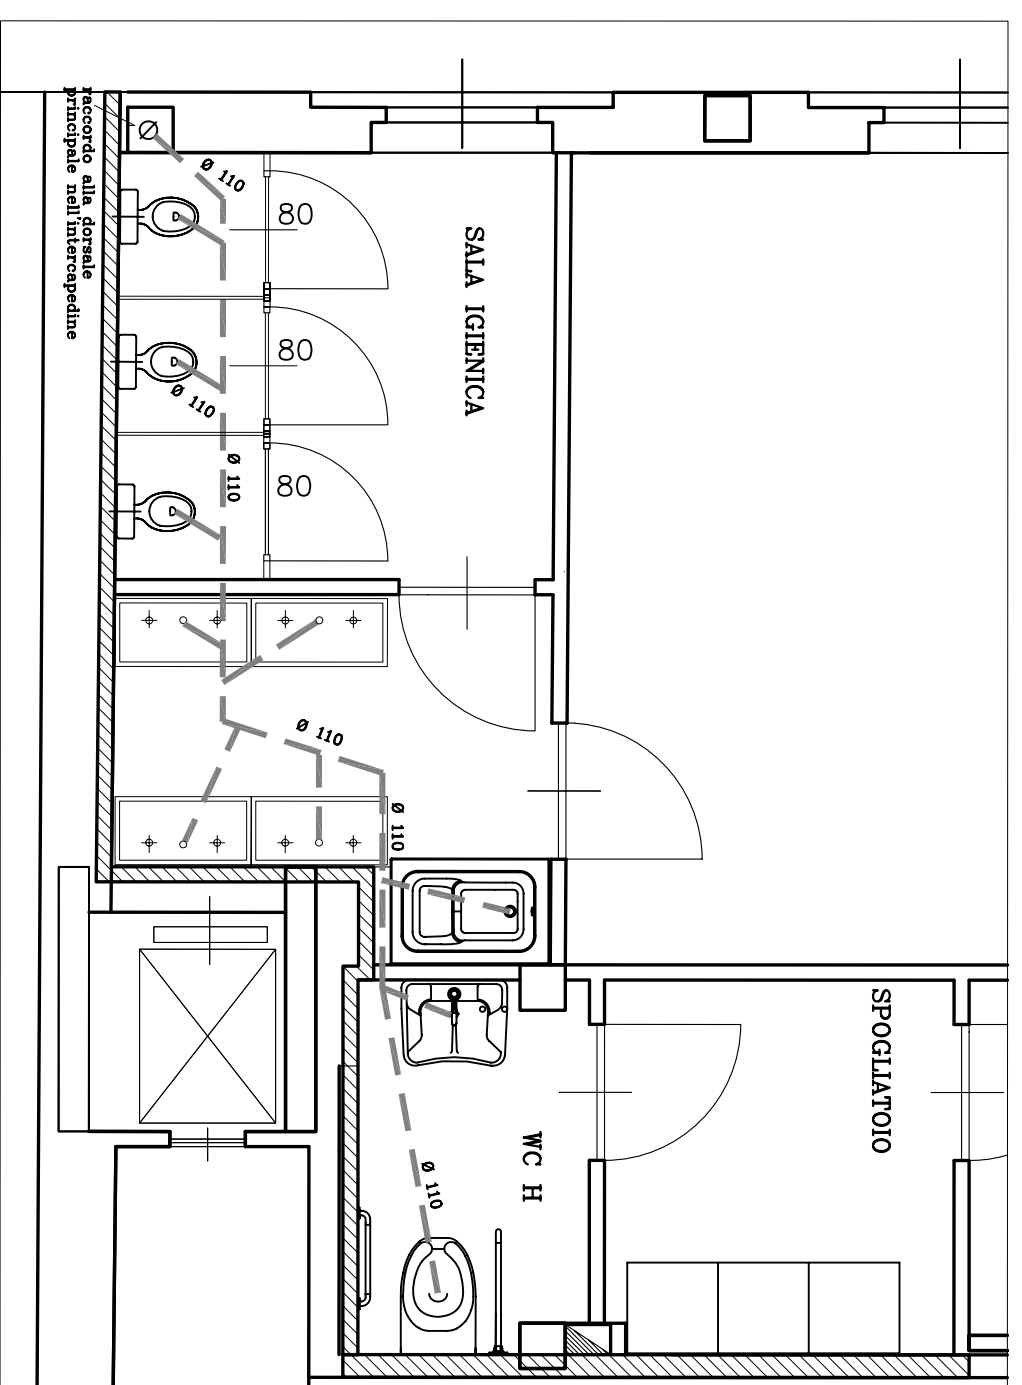 raccordo alla dorsale
principale nell'intercapedine
Ø 110
80
SALA IGIENICA
80
Ø 110
Ø 110
80
Ø 110
Ø 110
SPOGLIATOIO
WC H
Ø 110